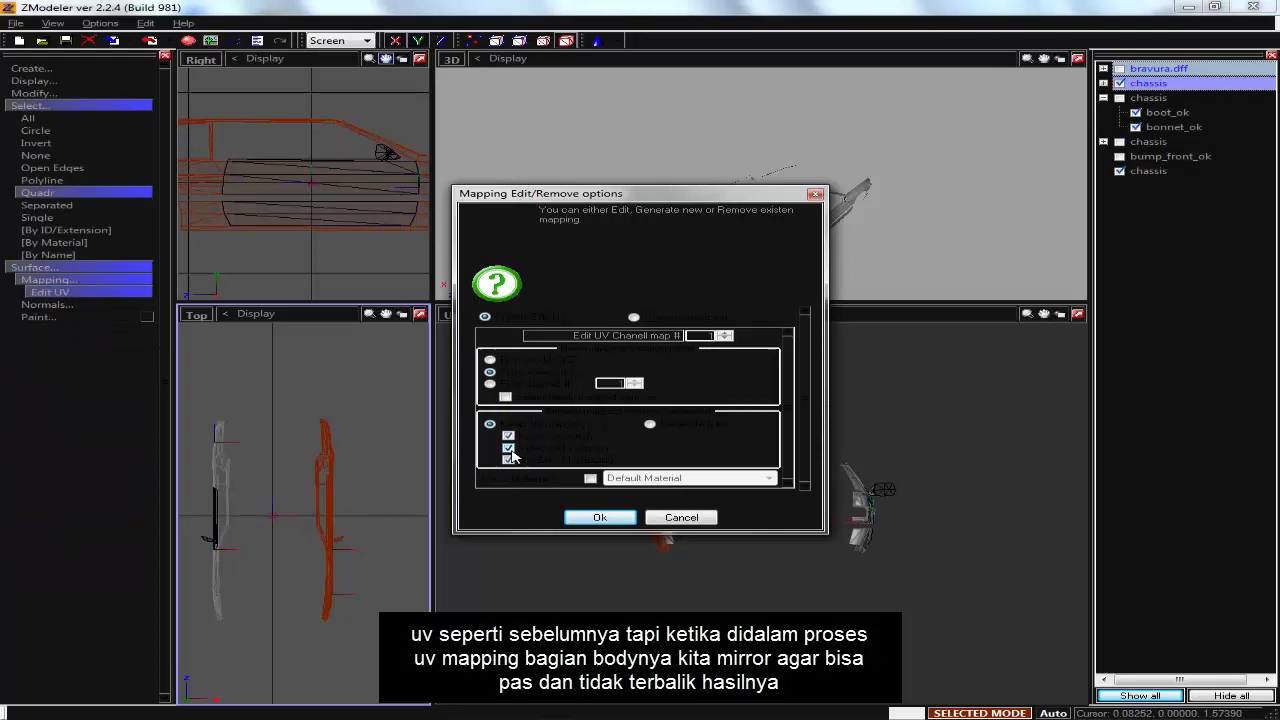 ZModeler ver 2.2.4 (Build 981)
File View Options Edit Help
Screen
Create...
Display...
Modify...
Select...
All
Circle
Invert
None
Open Edges
Polyline
Quadr
Separated
Single
[By ID/Extension]
[By Material]
[By Name]
Surface...
Mapping...
Edit UV
Normals...
Paint...
Right < Display
3D < Display
Top < Display
Mapping Edit/Remove options
You can either Edit, Generate new or Remove existen
mapping.
Edit UV Chanell map # 1
Default Material
Ok Cancel
bravura.dff
chassis
chassis
boot_ok
bonnet_ok
chassis
bump_front_ok
chassis
Show all Hide all
uv seperti sebelumnya tapi ketika didalam proses
uv mapping bagian bodynya kita mirror agar bisa
pas dan tidak terbalik hasilnya
SELECTED MODE Auto Cursor: 0.08252, 0.00000, 1.57390